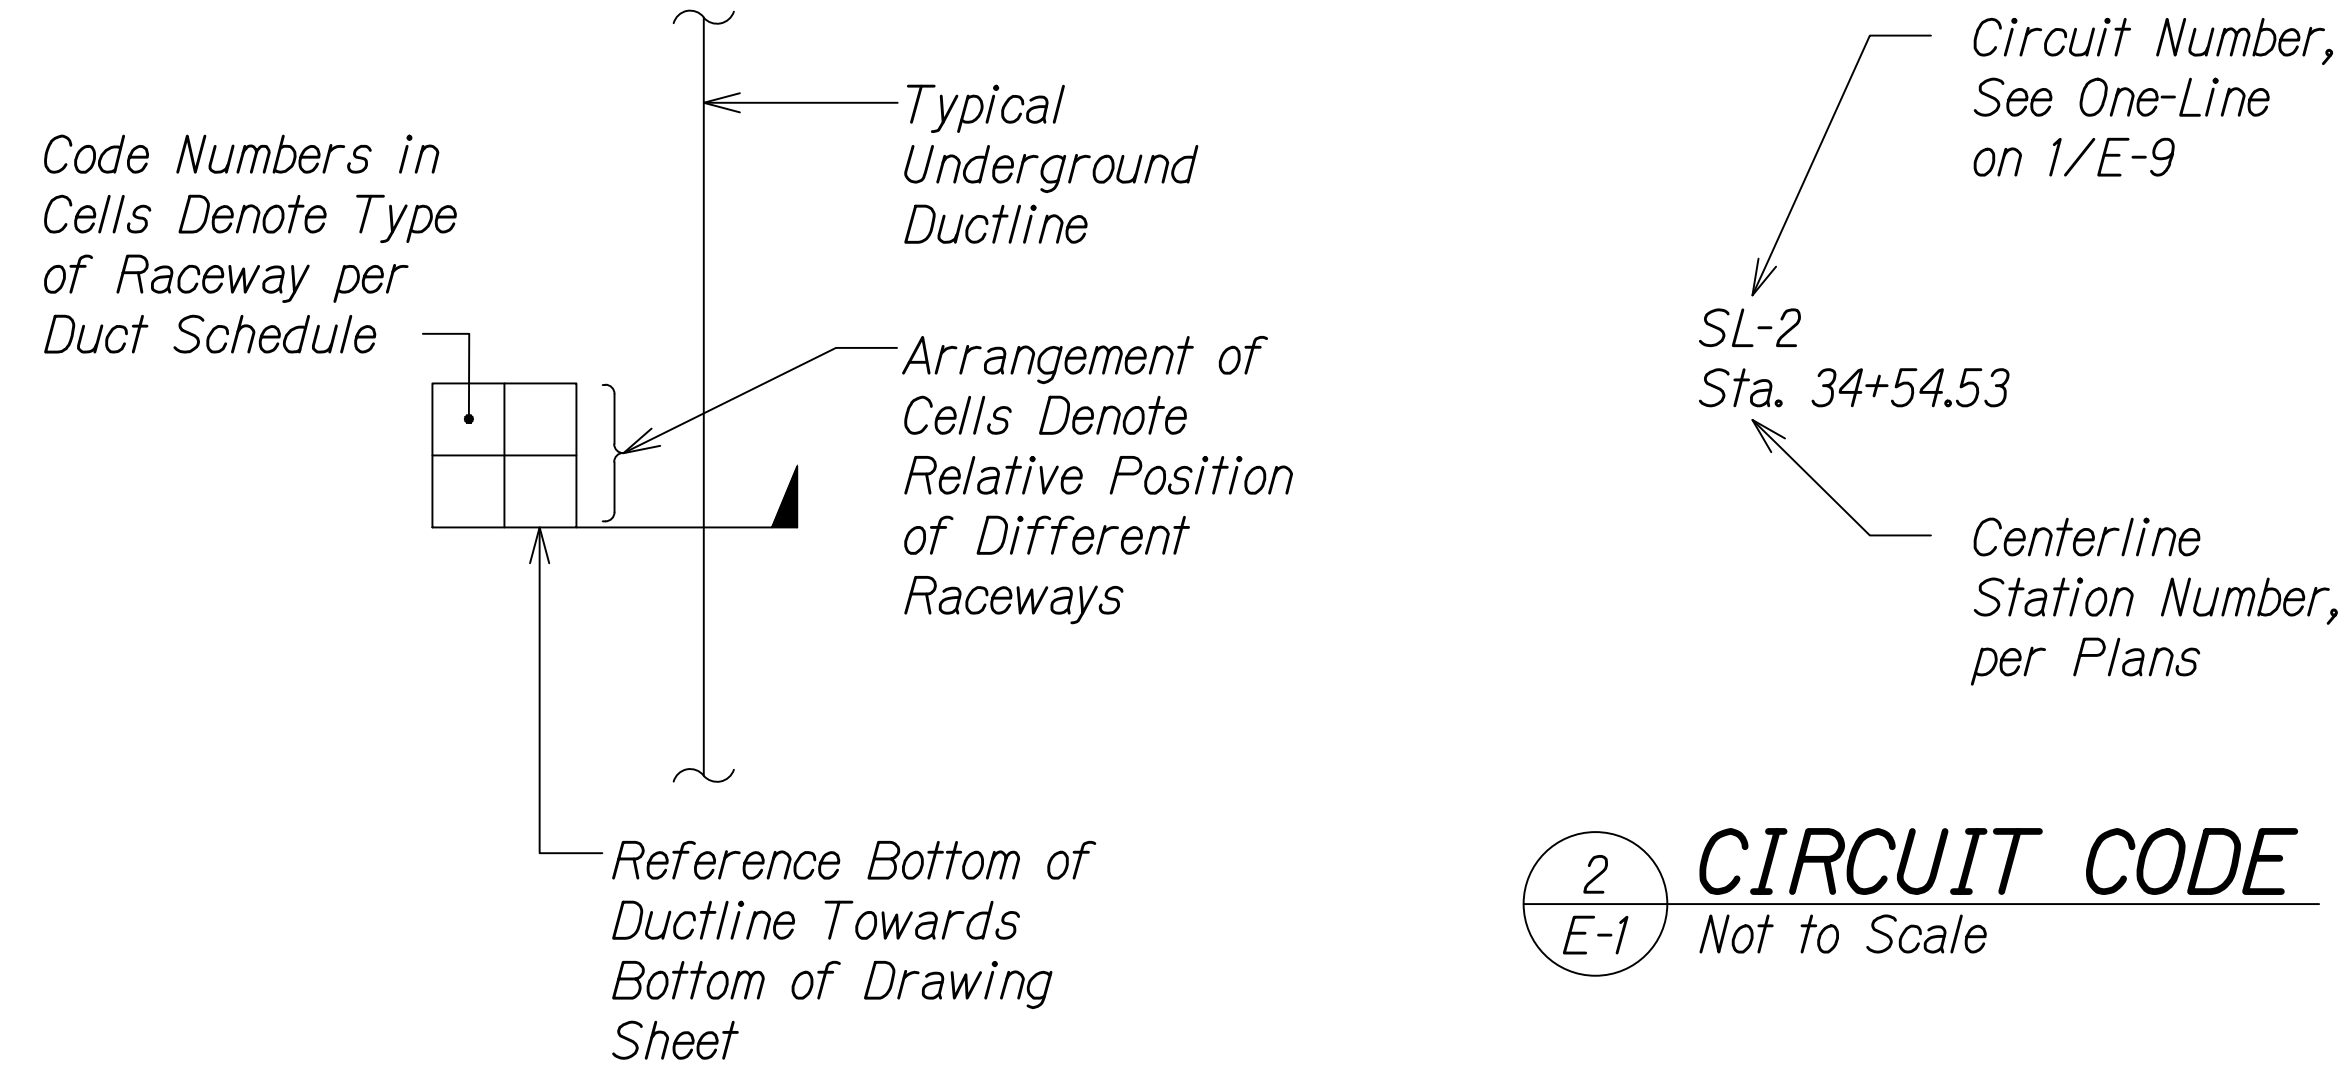 Code Numbers in
Cells Denote Type
of Raceway per
Duct Schedule
Typical
Underground
Ductline
Arrangement of
Cells Denote
Relative Position
of Different
Raceways
Reference Bottom of
Ductline Towards
Bottom of Drawing
Sheet
Circuit Number,
See One-Line
on 1/E-9
SL-2
Sta. 34+54.53
Centerline
Station Number,
per Plans
2
E-1
CIRCUIT CODE
Not to Scale